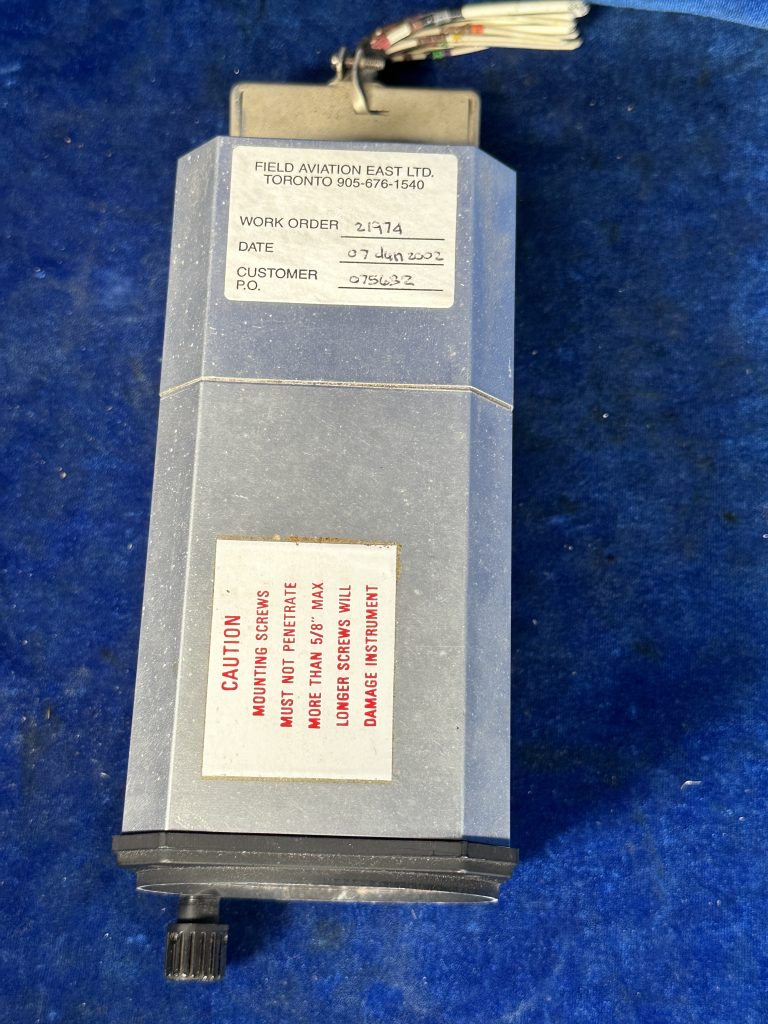 FIELD AVIATION EAST LTD.
TORONTO 905-676-1540
WORK ORDER 21974
DATE 07 Jun 2002
CUSTOMER
P.O. 075632
CAUTION
MOUNTING SCREWS
MUST NOT PENETRATE
MORE THAN 5/8" MAX
LONGER SCREWS WILL
DAMAGE INSTRUMENT